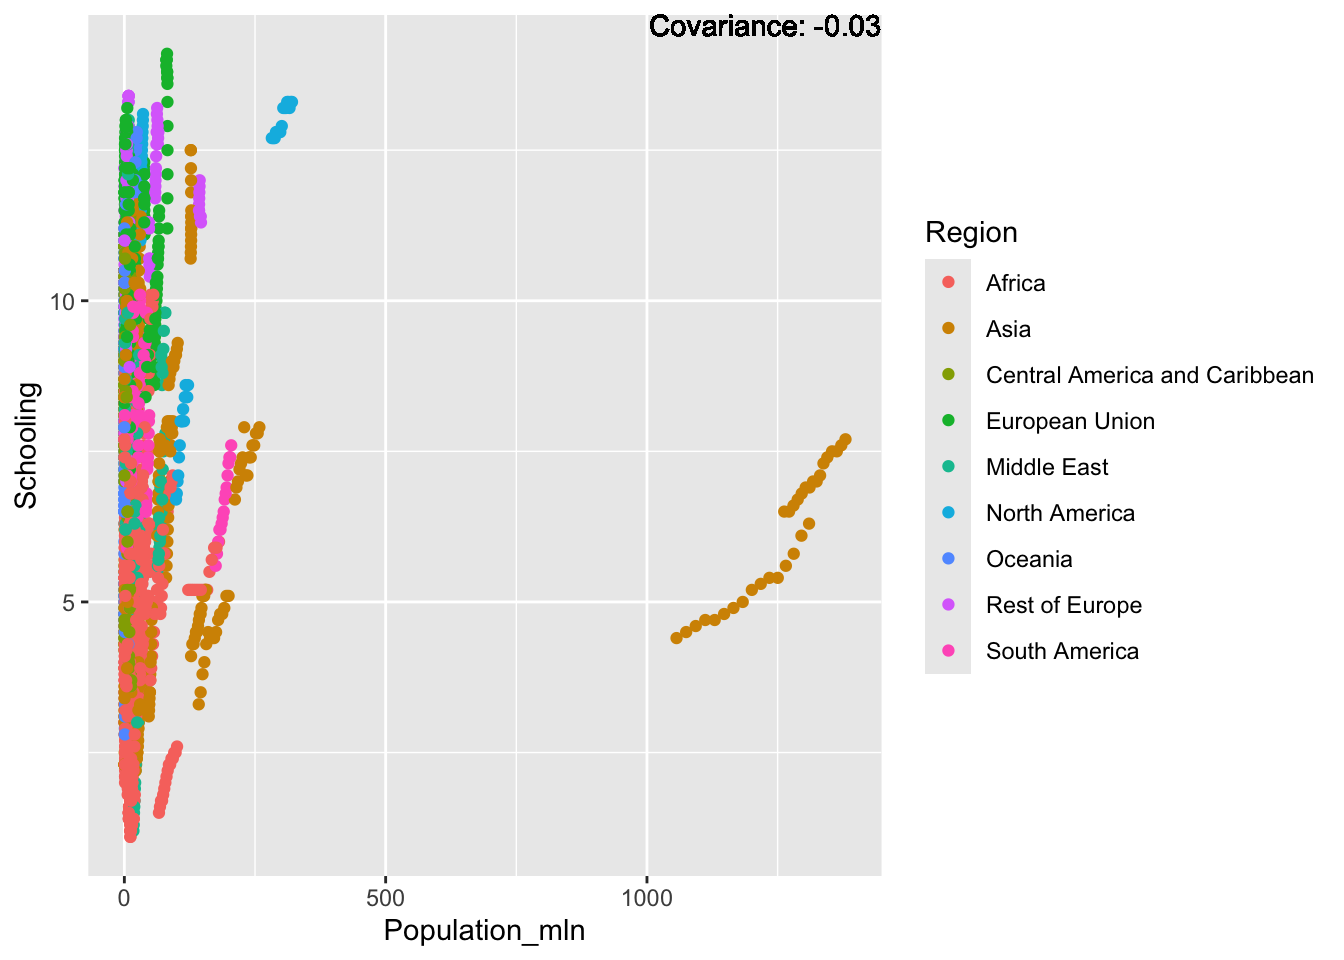 Covariance: -0.03
10
5
Schooling
0
500
1000
Population_mln
Region
Africa
Asia
Central America and Caribbean
European Union
Middle East
North America
Oceania
Rest of Europe
South America